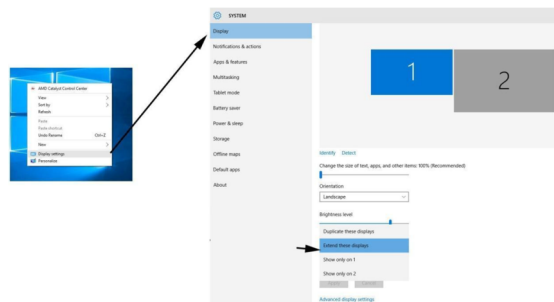 AMD Catalyst Control Center
View
Sort by
Refresh
Paste
Paste shortcut
Undo Rename Ctrl+Z
New
Display settings
Personalize
SYSTEM
Display
Notifications & actions
Apps & features
Multitasking
Tablet mode
Battery saver
Power & sleep
Storage
Offline maps
Default apps
About
1
2
Identify Detect
Change the size of text, apps, and other items: 100% (Recommended)
Orientation
Landscape
Brightness level
Duplicate these displays
Extend these displays
Show only on 1
Show only on 2
Apply Cancel
Advanced display settings